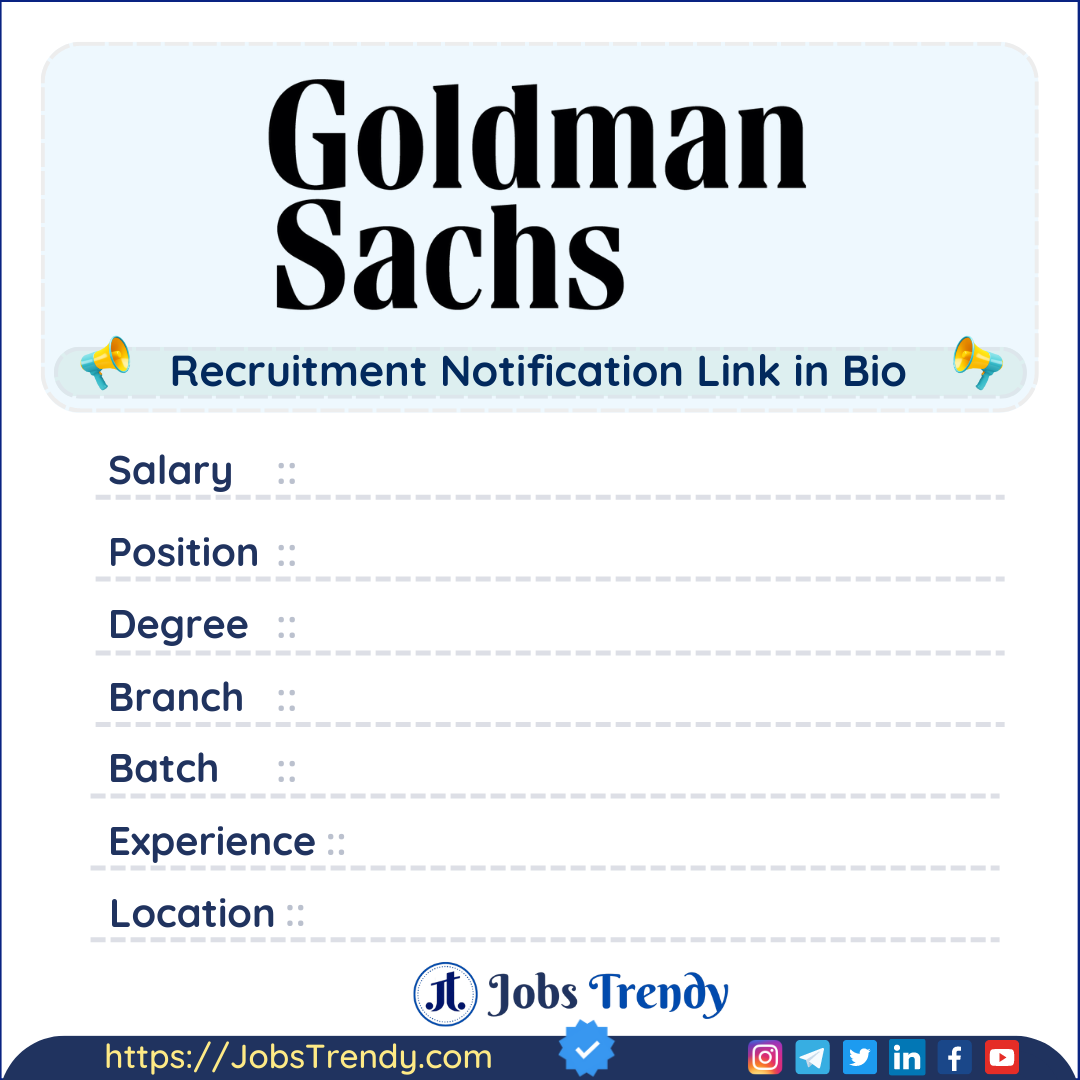 Goldman
Sachs
Recruitment Notification Link in Bio
Salary ::
Position ::
Degree ::
Branch ::
Batch ::
Experience ::
Location ::
Jt Jobs Trendy
https://JobsTrendy.com